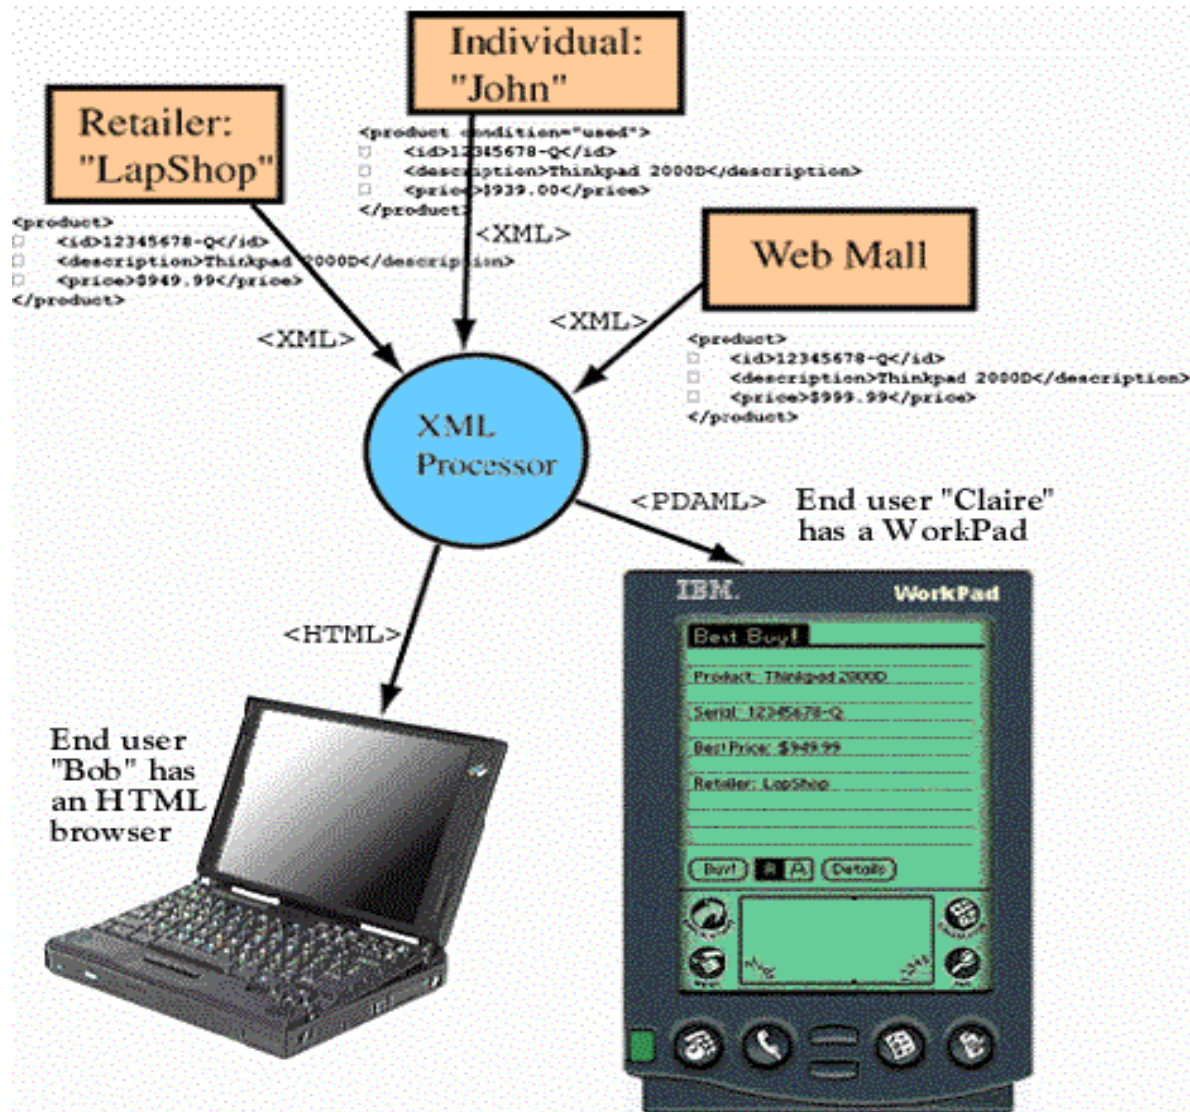 Individual:
"John"
Retailer:
"LapShop"
<product condition="used">
<id>12345678-Q</id>
<description>Thinkpad 2000D</description>
<price>$939.00</price>
</product>
<product>
<id>12345678-Q</id>
<description>Thinkpad 2000D</description>
<price>$949.99</price>
</product>
<XML>
Web Mall
<XML>
<XML>
<product>
<id>12345678-Q</id>
<description>Thinkpad 2000D</description>
<price>$999.99</price>
</product>
XML
Processor
<PDAML>
End user "Claire"
has a WorkPad
<HTML>
End user
"Bob" has
an HTML
browser
IBM. WorkPad
Best Buy!
Product: Thinkpad 2000D
Serial: 12345678-Q
Best Price: $949.99
Retailer: LapShop
Buy! A A Details